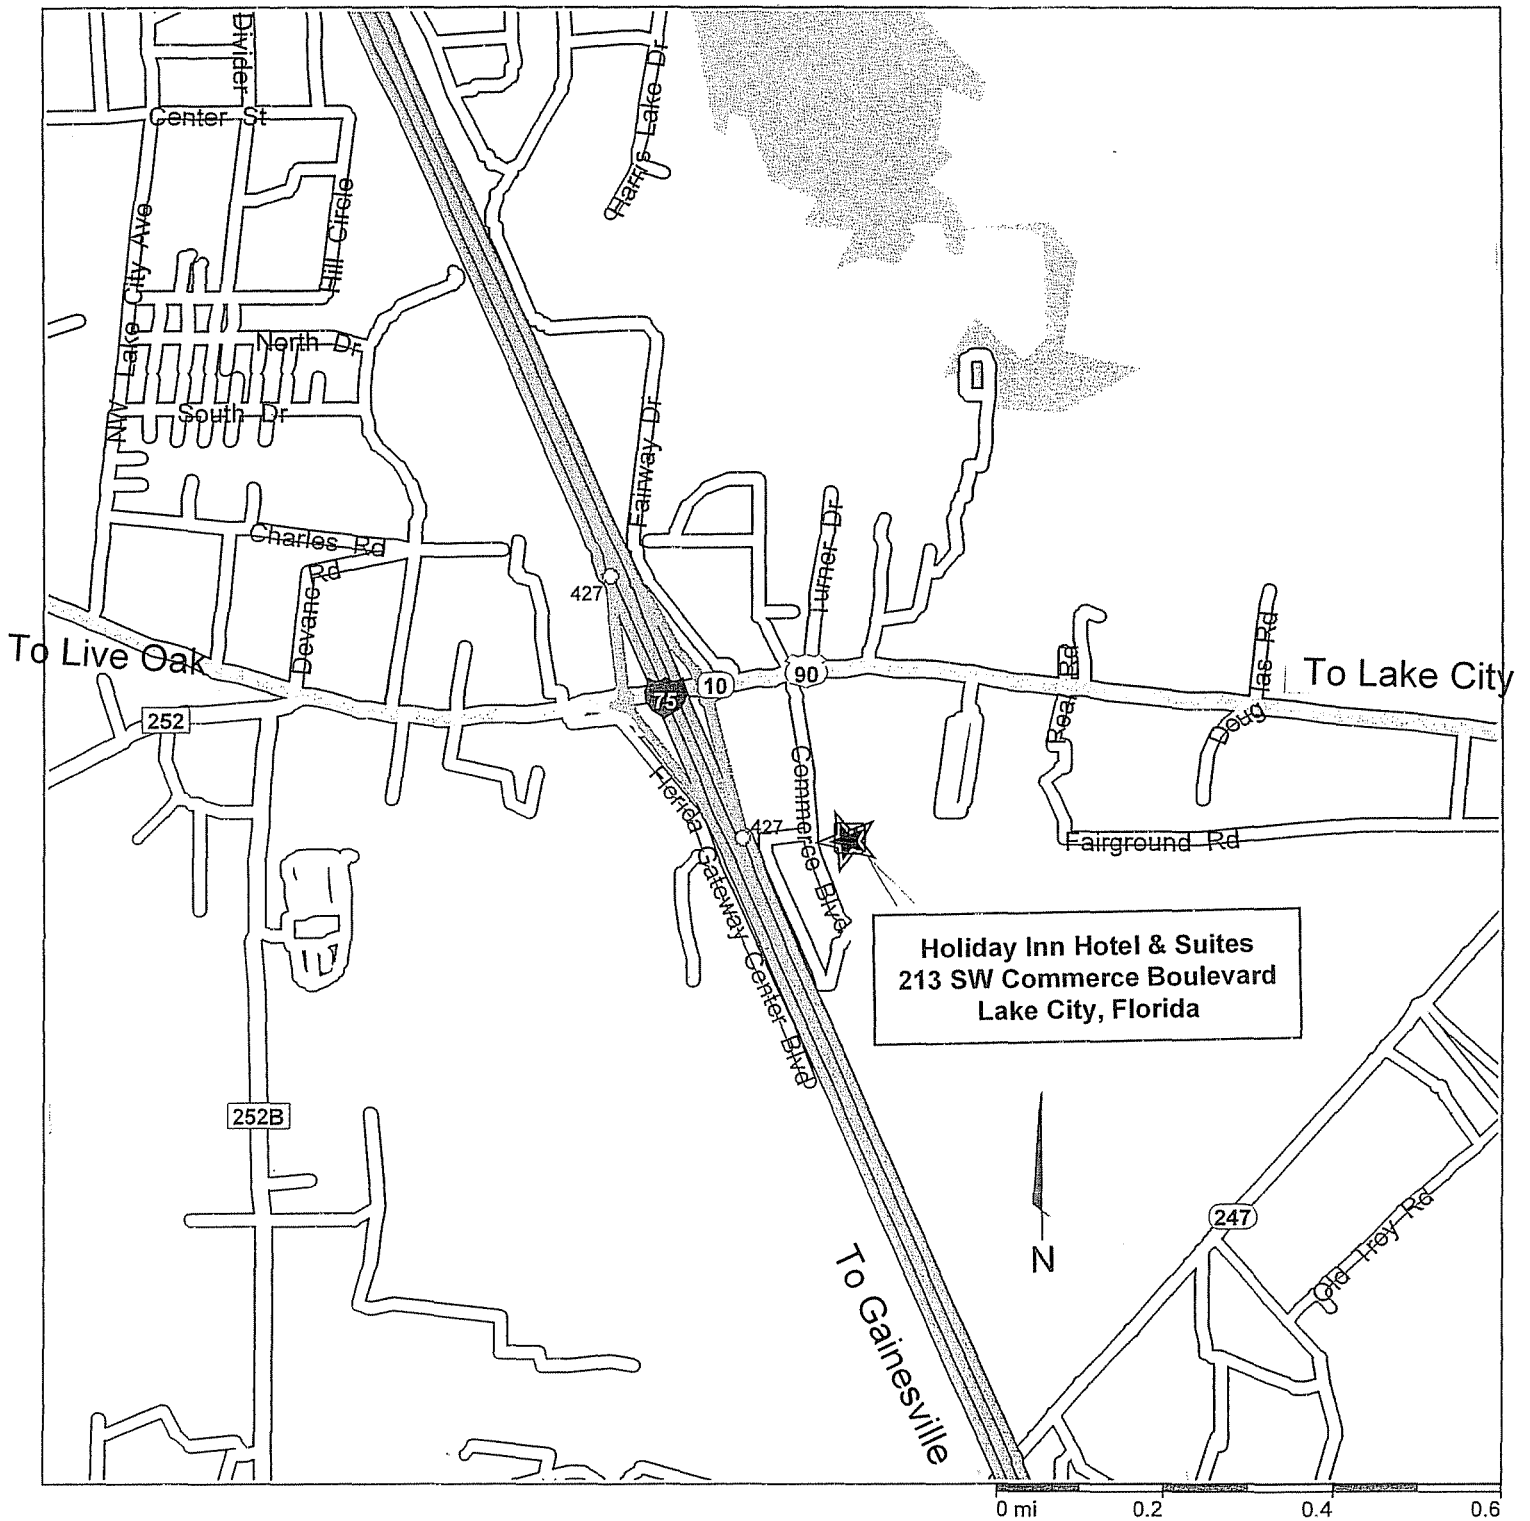 Divider
Center St
Harris Lake Dr
Hill Circle
NW Lake City Ave
North Dr
South Dr
Fairway Dr
Charles Rd
Devane Rd
Turner Dr
427
To Live Oak
75
10
90
To Lake City
252
Douglas Rd
Commerce Blvd
427
Florida Gateway Center Blvd
Fairground Rd
Holiday Inn Hotel & Suites
213 SW Commerce Boulevard
Lake City, Florida
252B
N
247
Old Troy Rd
To Gainesville
0 mi 0.2 0.4 0.6